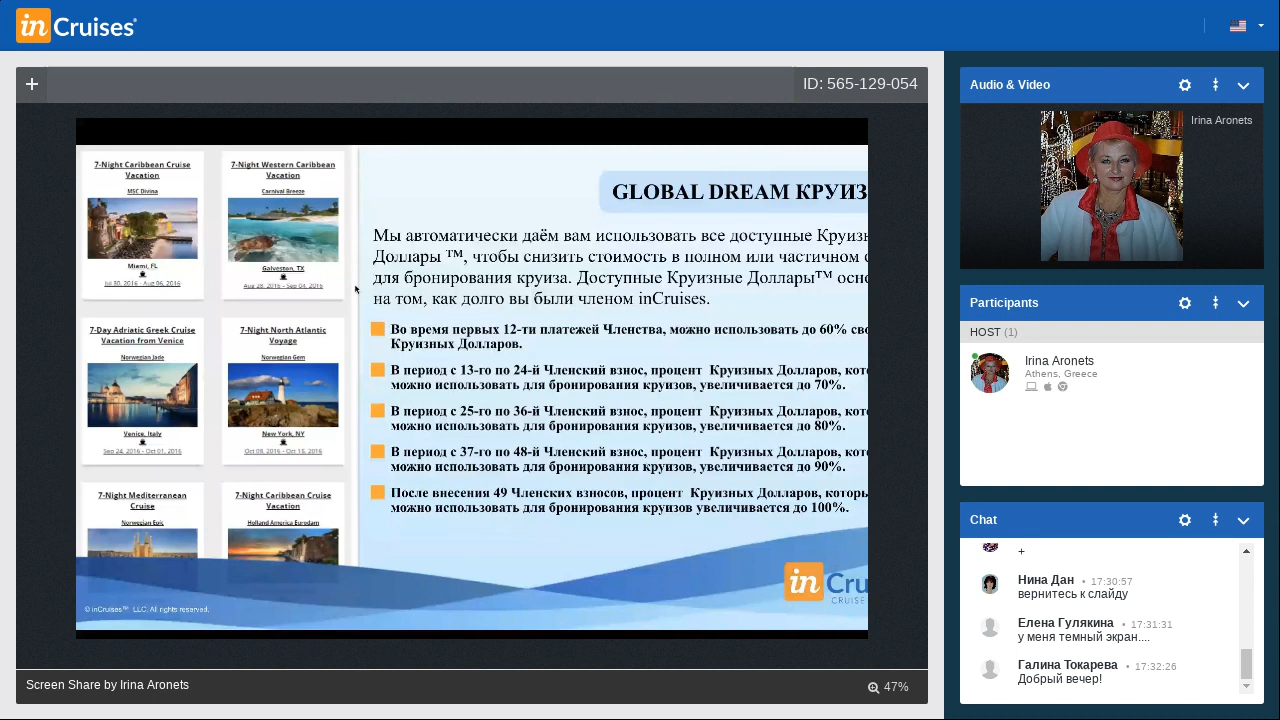 in Cruises®
ID: 565-129-054
7-Night Caribbean Cruise
Vacation
MSC Divina
Miami, FL
Jul 30, 2016 - Aug 06, 2016
7-Night Western Caribbean
Vacation
Carnival Breeze
Galveston, TX
Aug 28, 2016 - Sep 04, 2016
7-Day Adriatic Greek Cruise
Vacation from Venice
Norwegian Jade
Venice, Italy
Sep 24, 2016 - Oct 01, 2016
7-Night North Atlantic
Voyage
Norwegian Gem
New York, NY
Oct 08, 2016 - Oct 15, 2016
7-Night Mediterranean
Cruise
Norwegian Epic
7-Night Caribbean Cruise
Vacation
Holland America Eurodam
GLOBAL DREAM КРУИЗ
Мы автоматически даём вам использовать все доступные Круизн
Доллары ™, чтобы снизить стоимость в полном или частичном о
для бронирования круиза. Доступные Круизные Доллары™ осно
на том, как долго вы были членом inCruises.
Во время первых 12-ти платежей Членства, можно использовать до 60% сво
Круизных Долларов.
В период с 13-го по 24-й Членский взнос, процент Круизных Долларов, кото
можно использовать для бронирования круизов, увеличивается до 70%.
В период с 25-го по 36-й Членский взнос, процент Круизных Долларов, кото
можно использовать для бронирования круизов, увеличивается до 80%.
В период с 37-го по 48-й Членский взнос, процент Круизных Долларов, кото
можно использовать для бронирования круизов, увеличивается до 90%.
После внесения 49 Членских взносов, процент Круизных Долларов, которы
можно использовать для бронирования круизов увеличивается до 100%.
in Cru
CRUISE
© inCruises™ LLC, All rights reserved.
Screen Share by Irina Aronets
47%
Audio & Video
Irina Aronets
Participants
HOST (1)
Irina Aronets
Athens, Greece
Chat
+
Нина Дан • 17:30:57
вернитесь к слайду
Елена Гулякина • 17:31:31
у меня темный экран....
Галина Токарева • 17:32:26
Добрый вечер!